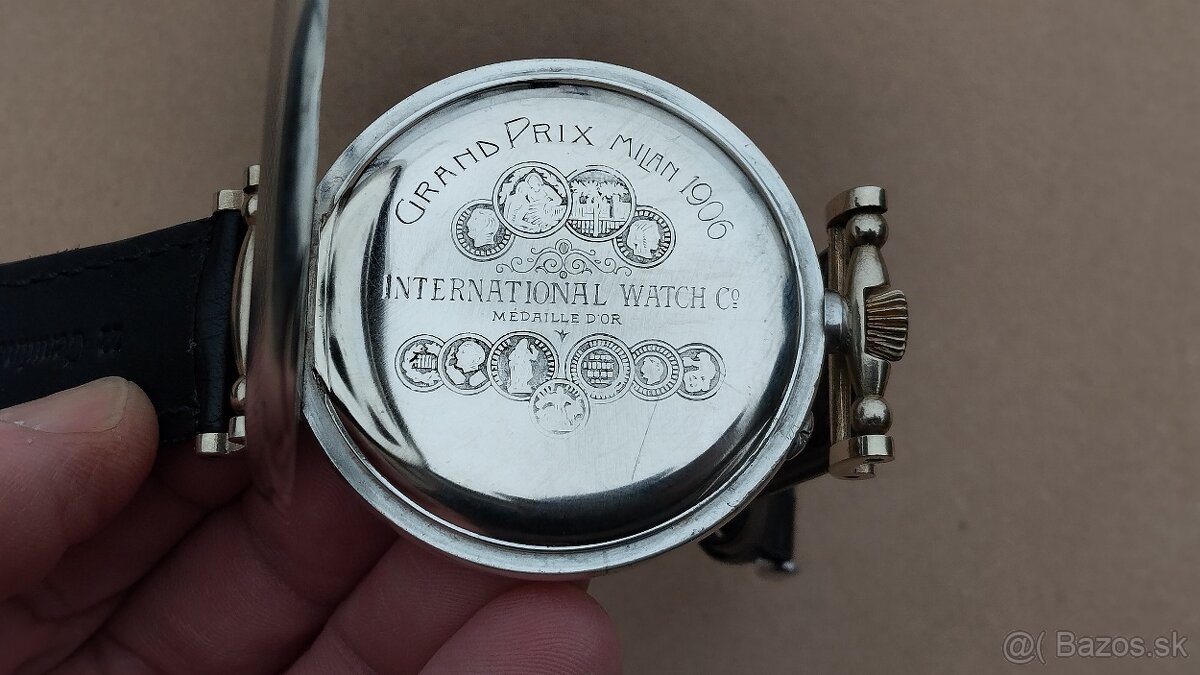 GRAND PRIX MILAN 1906
INTERNATIONAL WATCH Cº
MÉDAILLE D'OR
@( Bazos.sk